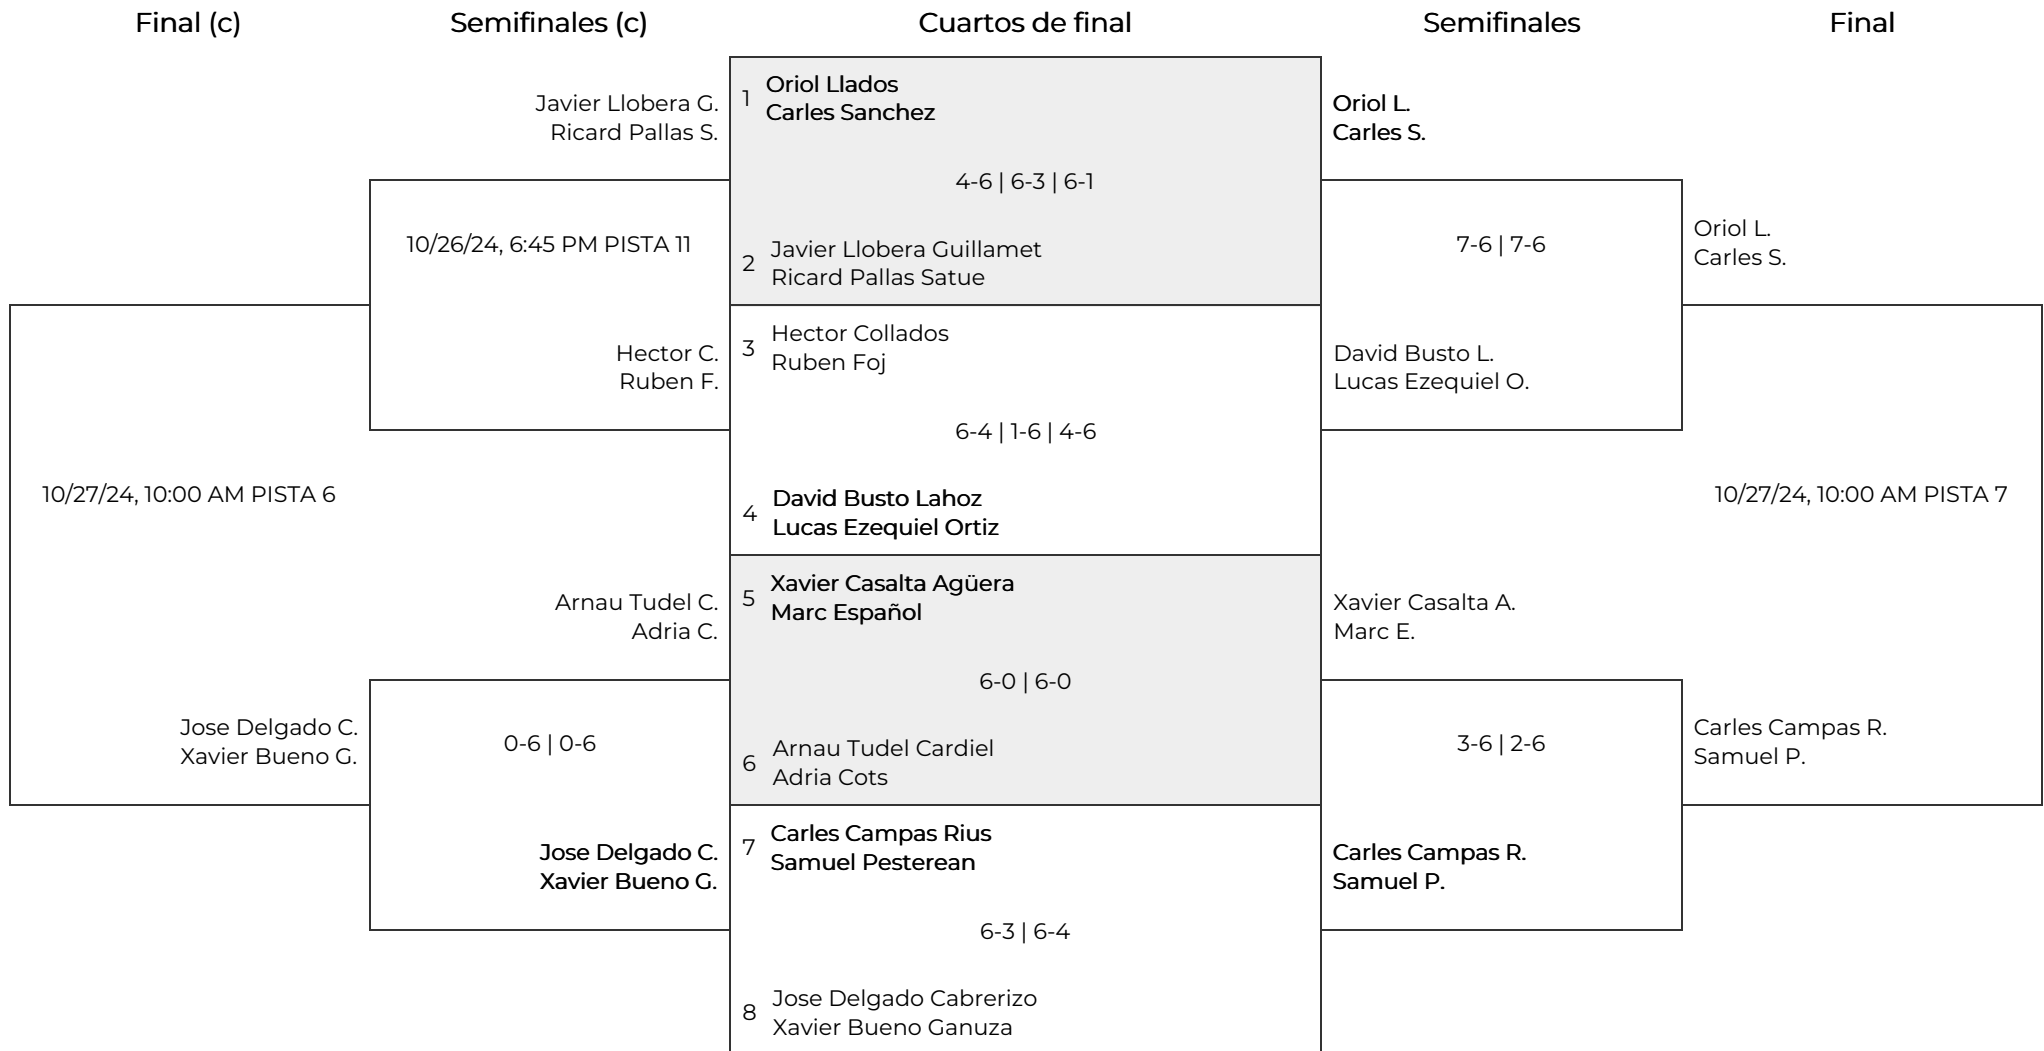 Final (c)
Semifinales (c)
Cuartos de final
Semifinales
Final
Javier Llobera G.
Ricard Pallas S.
10/26/24, 6:45 PM PISTA 11
Hector C.
Ruben F.
10/27/24, 10:00 AM PISTA 6
Arnau Tudel C.
Adria C.
Jose Delgado C.
Xavier Bueno G.
0-6 | 0-6
Jose Delgado C.
Xavier Bueno G.
1
Oriol Llados
Carles Sanchez
4-6 | 6-3 | 6-1
2
Javier Llobera Guillamet
Ricard Pallas Satue
3
Hector Collados
Ruben Foj
6-4 | 1-6 | 4-6
4
David Busto Lahoz
Lucas Ezequiel Ortiz
5
Xavier Casalta Agüera
Marc Español
6-0 | 6-0
6
Arnau Tudel Cardiel
Adria Cots
7
Carles Campas Rius
Samuel Pesterean
6-3 | 6-4
8
Jose Delgado Cabrerizo
Xavier Bueno Ganuza
Oriol L.
Carles S.
7-6 | 7-6
David Busto L.
Lucas Ezequiel O.
Xavier Casalta A.
Marc E.
3-6 | 2-6
Carles Campas R.
Samuel P.
Oriol L.
Carles S.
10/27/24, 10:00 AM PISTA 7
Carles Campas R.
Samuel P.